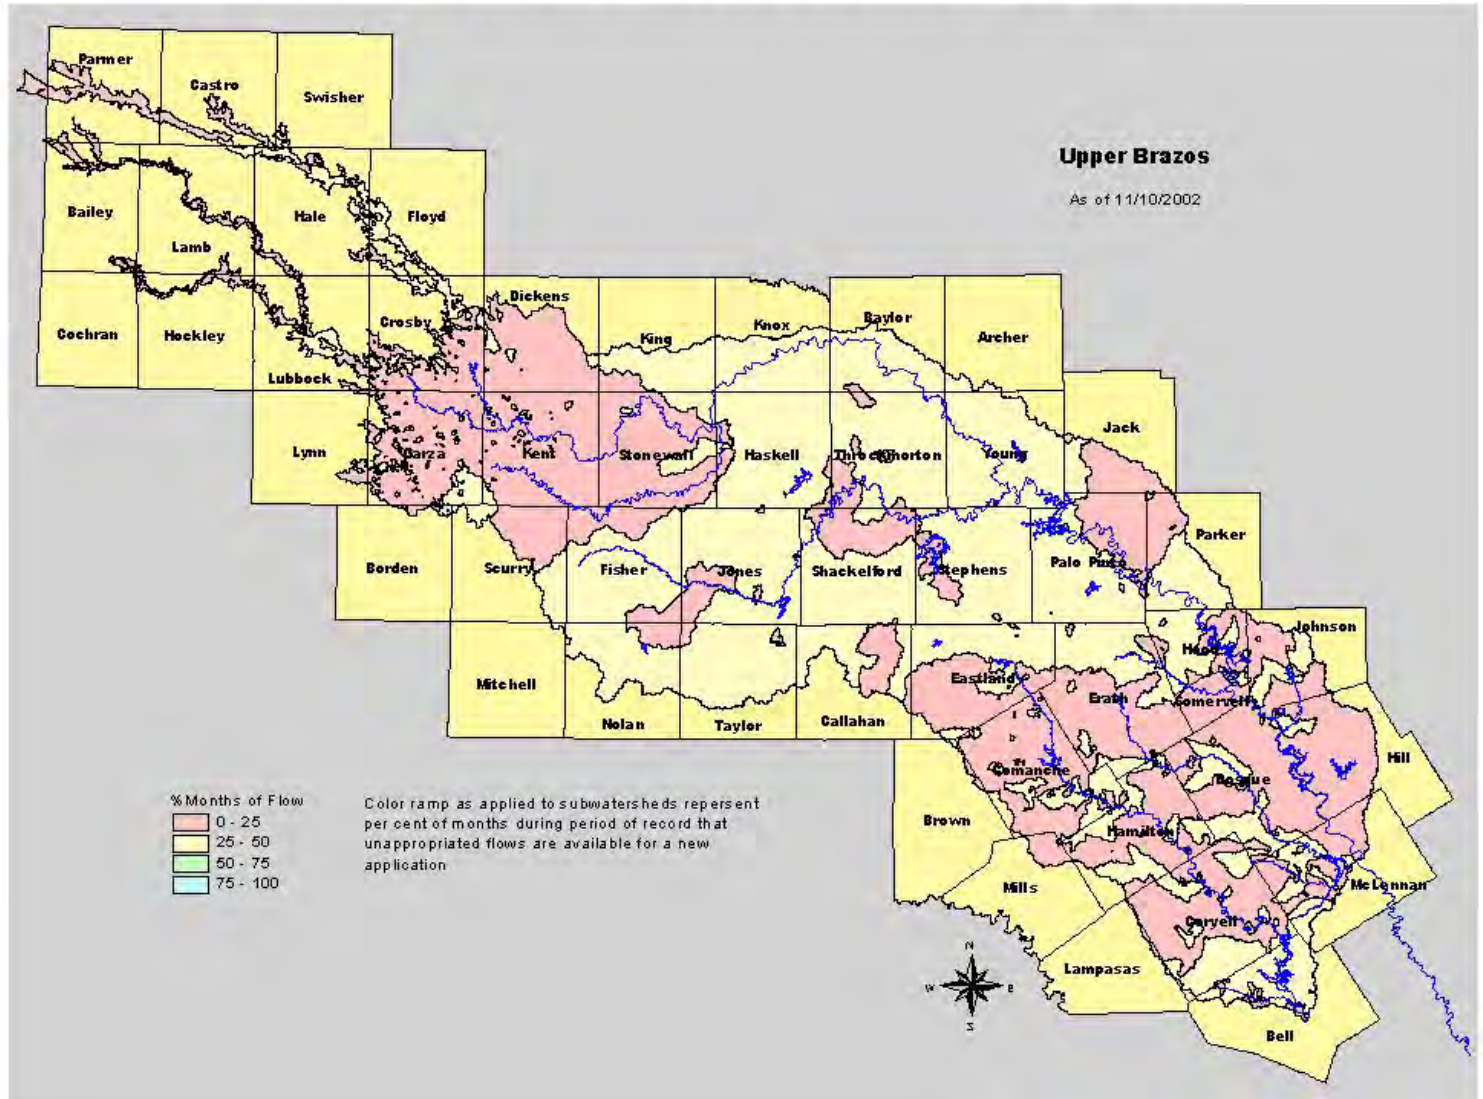 Upper Brazos
As of 11/10/2002
Parmer
Castro
Swisher
Bailey
Lamb
Hale
Floyd
Cochran
Hockley
Lubbock
Crosby
Dickens
King
Knox
Baylor
Archer
Lynn
Garza
Kent
Stonewall
Haskell
Throckmorton
Young
Jack
Borden
Scurry
Fisher
Jones
Shackelford
Stephens
Palo Pinto
Parker
Mitchell
Nolan
Taylor
Callahan
Eastland
Erath
Hood
Somervell
Johnson
Comanche
Bosque
Hill
Brown
Hamilton
Mills
McLennan
Coryell
Lampasas
Bell
% Months of Flow
0 - 25
25 - 50
50 - 75
75 - 100
Color ramp as applied to subwatersheds repersent
per cent of months during period of record that
unappropriated flows are available for a new
application
N
W
E
S